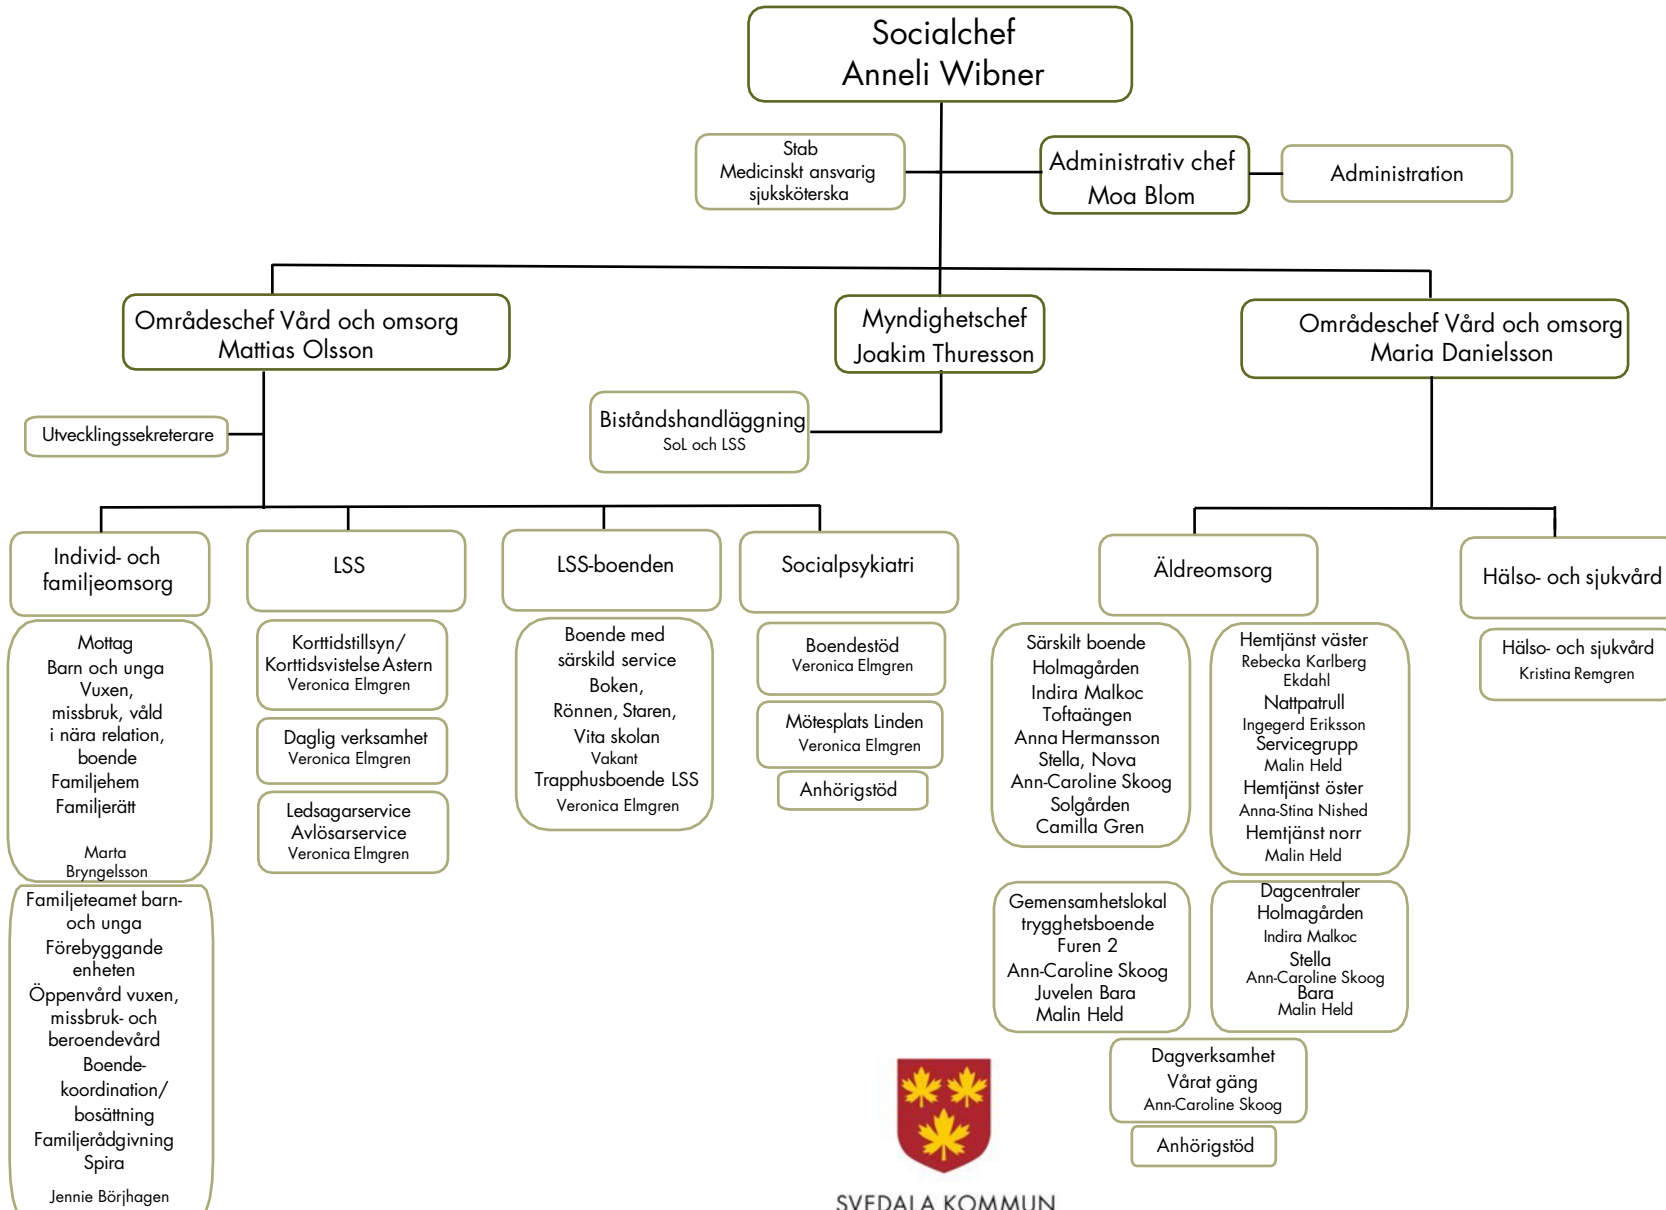 Socialchef
Anneli Wibner
Stab
Medicinskt ansvarig
sjuksköterska
Administrativ chef
Moa Blom
Administration
Områdeschef Vård och omsorg
Mattias Olsson
Myndighetschef
Joakim Thuresson
Områdeschef Vård och omsorg
Maria Danielsson
Utvecklingssekreterare
Biståndshandläggning
SoL och LSS
Individ- och
familjeomsorg
LSS
LSS-boenden
Socialpsykiatri
Äldreomsorg
Hälso- och sjukvård
Mottag
Barn och unga
Vuxen,
missbruk, våld
i nära relation,
boende
Familjehem
Familjerätt
Marta
Bryngelsson
Familjeteamet barn-
och unga
Förebyggande
enheten
Öppenvård vuxen,
missbruk- och
beroendevård
Boende-
koordination/
bosättning
Familjerådgivning
Spira
Jennie Börjhagen
Korttidstillsyn/
Korttidsvistelse Astern
Veronica Elmgren
Daglig verksamhet
Veronica Elmgren
Ledsagarservice
Avlösarservice
Veronica Elmgren
Boende med
särskild service
Boken,
Rönnen, Staren,
Vita skolan
Vakant
Trapphusboende LSS
Veronica Elmgren
Boendestöd
Veronica Elmgren
Mötesplats Linden
Veronica Elmgren
Anhörigstöd
Särskilt boende
Holmagården
Indira Malkoc
Toftaängen
Anna Hermansson
Stella, Nova
Ann-Caroline Skoog
Solgården
Camilla Gren
Hemtjänst väster
Rebecka Karlberg
Ekdahl
Nattpatrull
Ingegerd Eriksson
Servicegrupp
Malin Held
Hemtjänst öster
Anna-Stina Nished
Hemtjänst norr
Malin Held
Gemensamhetslokal
trygghetsboende
Furen 2
Ann-Caroline Skoog
Juvelen Bara
Malin Held
Dagcentraler
Holmagården
Indira Malkoc
Stella
Ann-Caroline Skoog
Bara
Malin Held
Dagverksamhet
Vårat gäng
Ann-Caroline Skoog
Anhörigstöd
Hälso- och sjukvård
Kristina Remgren
SVEDALA KOMMUN